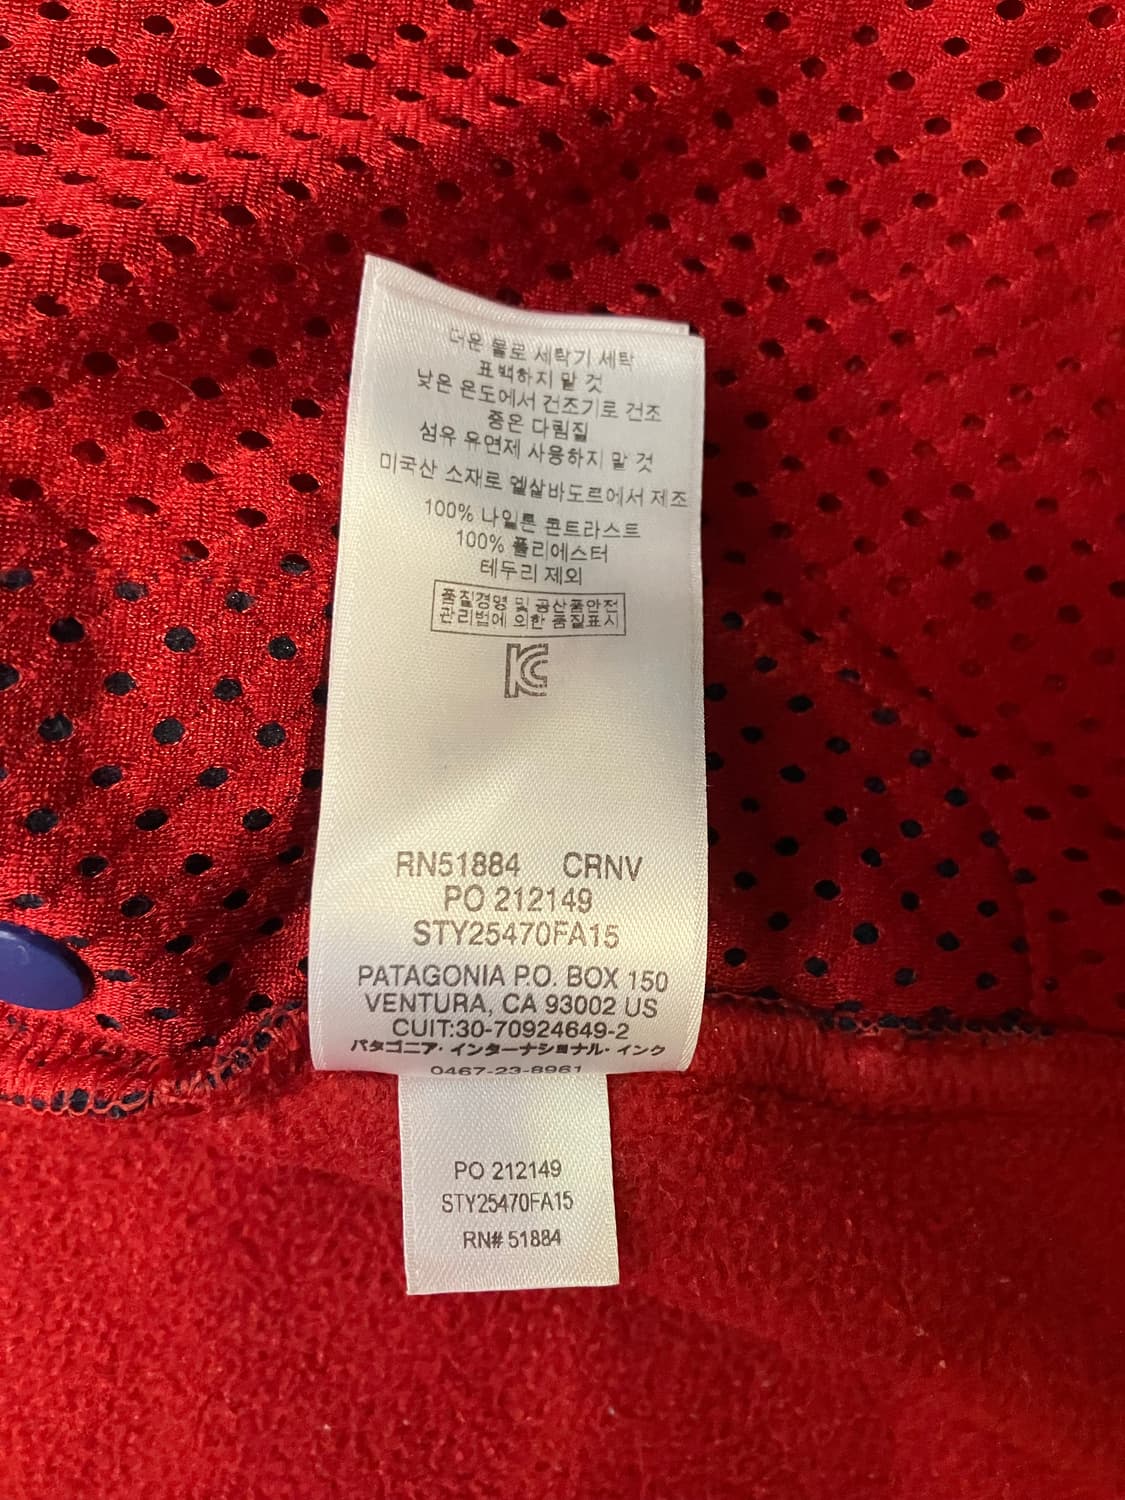 더운 물로 세탁기 세탁
표백하지 말 것
낮은 온도에서 건조기로 건조
중온 다림질
섬유 유연제 사용하지 말 것
미국산 소재로 엘살바도르에서 제조
100% 나일론 콘트라스트
100% 폴리에스터
테두리 제외
품질경영 및 공산품안전
관리법에 의한 품질표시
KC
RN51884 CRNV
PO 212149
STY25470FA15
PATAGONIA P.O. BOX 150
VENTURA, CA 93002 US
CUIT:30-70924649-2
パタゴニア・インターナショナル・インク
0467-23-8961
PO 212149
STY25470FA15
RN# 51884